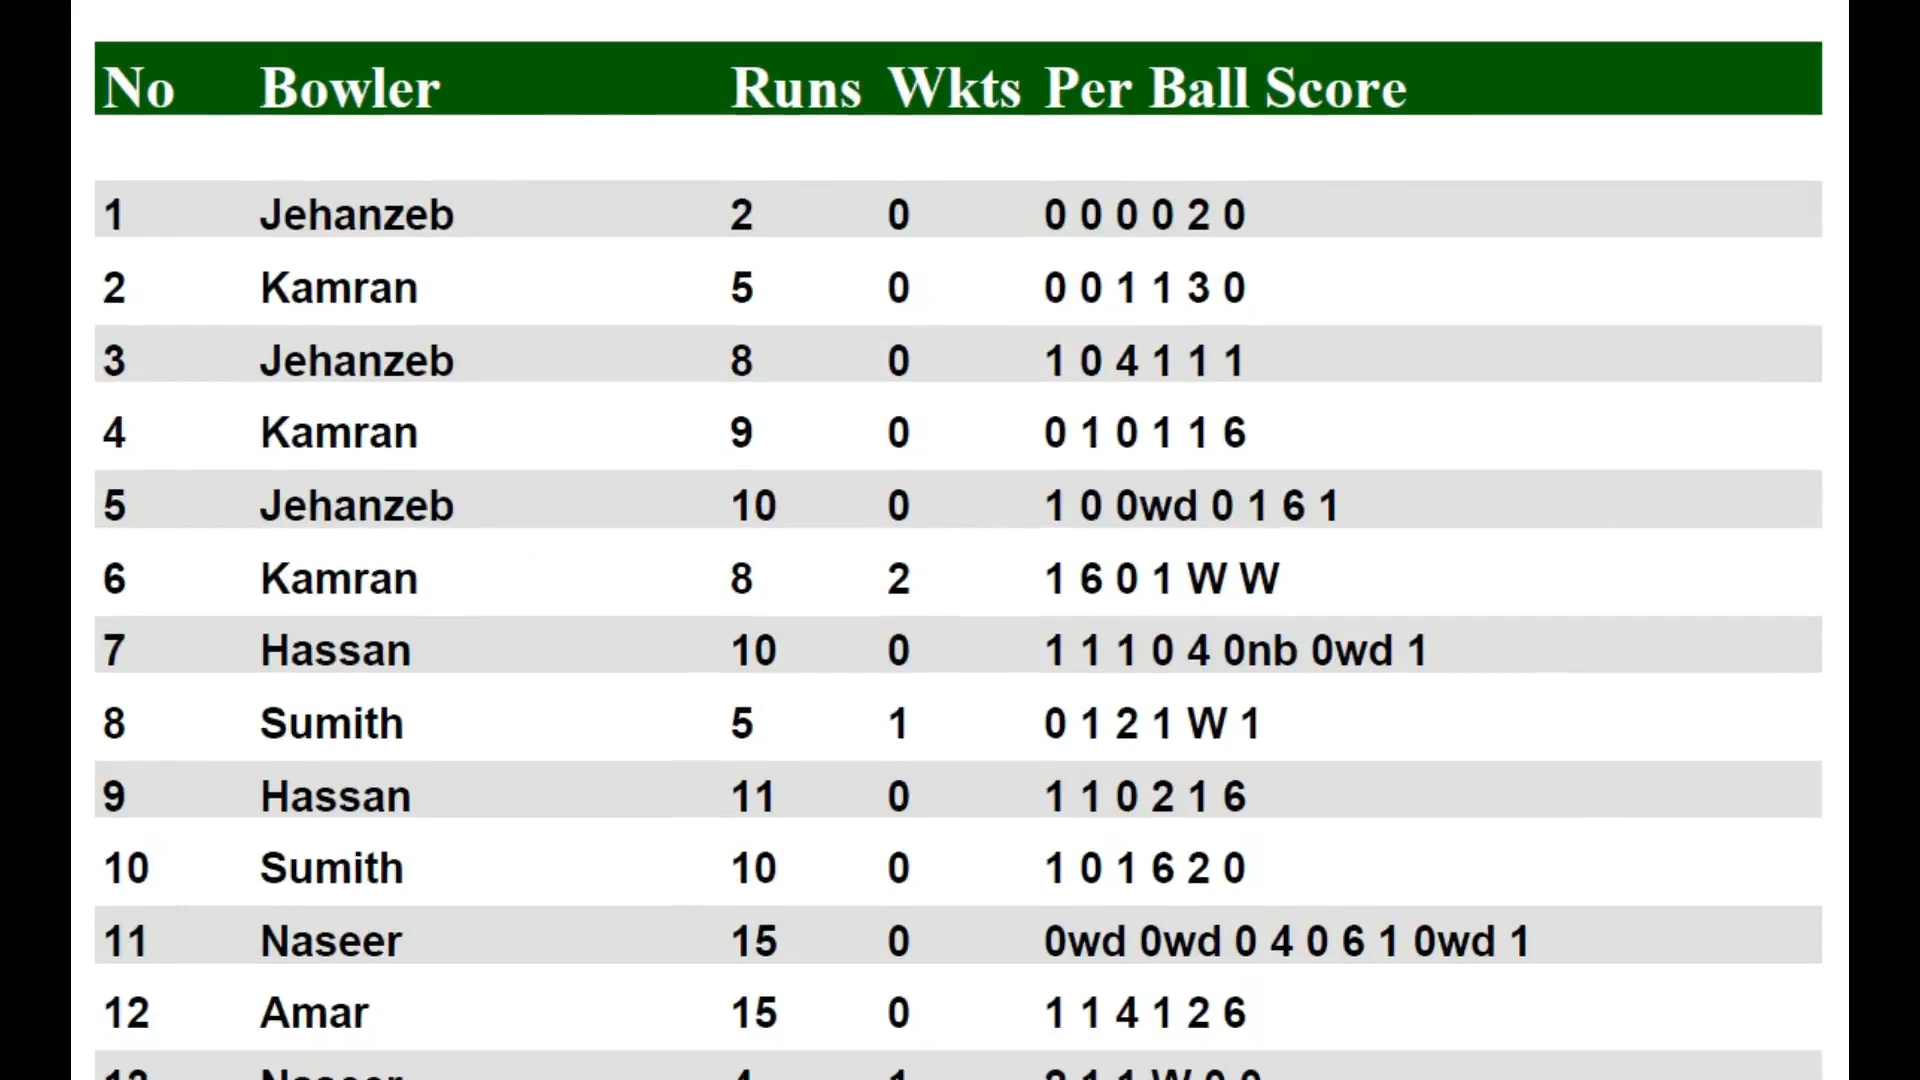 No Bowler Runs Wkts Per Ball Score
1 Jehanzeb 2 0 0 0 0 0 2 0
2 Kamran 5 0 0 0 1 1 3 0
3 Jehanzeb 8 0 1 0 4 1 1 1
4 Kamran 9 0 0 1 0 1 1 6
5 Jehanzeb 10 0 1 0 0wd 0 1 6 1
6 Kamran 8 2 1 6 0 1 W W
7 Hassan 10 0 1 1 1 0 4 0nb 0wd 1
8 Sumith 5 1 0 1 2 1 W 1
9 Hassan 11 0 1 1 0 2 1 6
10 Sumith 10 0 1 0 1 6 2 0
11 Naseer 15 0 0wd 0wd 0 4 0 6 1 0wd 1
12 Amar 15 0 1 1 4 1 2 6
13 Naseer 4 1